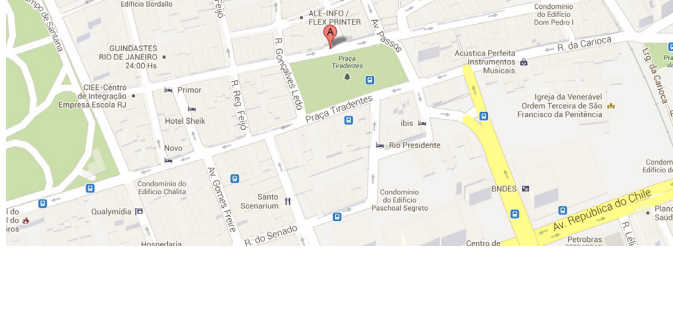 Edifício Bordallo
ALE-INFO /
FLEX PRINTER
Condomínio
do Edifício
Dom Pedro I
Av. Passos
GUINDASTES
RIO DE JANEIRO
24:00 Hs
A
R. da Carioca
Acústica Perfeita
Instrumentos
Musicais
Lrg. da Carioca
Praça
Tiradentes
R. Gonçalves Ledo
R. Reg. Feijó
CIEE-Centro
de Integração
Empresa Escola RJ
Primor
Hotel Sheik
Praça Tiradentes
Igreja da Venerável
Ordem Terceira de São
Francisco da Penitência
ibis
Rio Presidente
Novo
Av. Gomes Freire
Condomínio do
Edifício Chalita
Santo
Scenarium
Condomínio
do Edifício
Paschoal Segreto
BNDES
Av. República do Chile
Qualymidia
R. do Senado
Hospedaria
Centro de
Petrobras